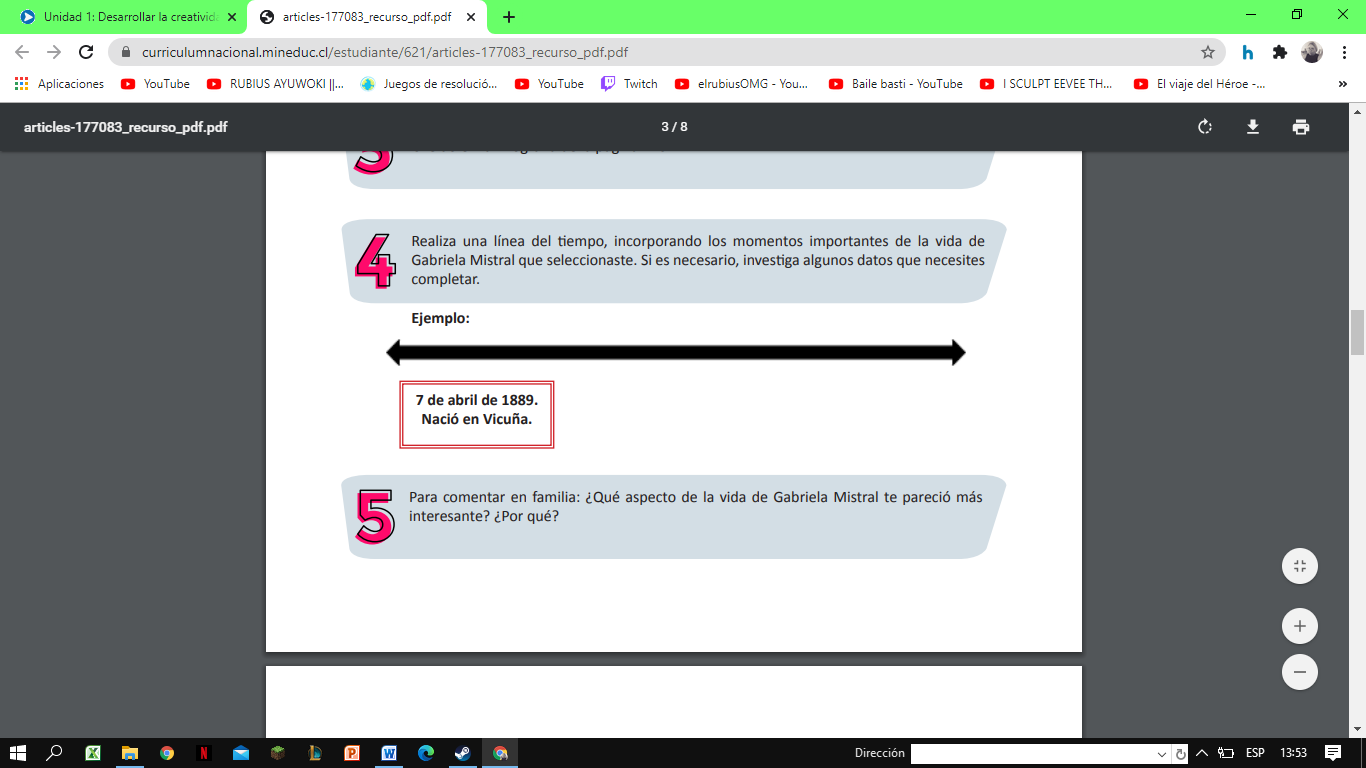 Unidad 1: Desarrollar la creativida
articles-177083_recurso_pdf.pdf
curriculumnacional.mineduc.cl/estudiante/621/articles-177083_recurso_pdf.pdf
Aplicaciones YouTube RUBIUS AYUWOKI ||... Juegos de resolució... YouTube Twitch elrubiusOMG - You... Baile basti - YouTube I SCULPT EEVEE TH... El viaje del Héroe -... »
articles-177083_recurso_pdf.pdf 3 / 8
3
4 Realiza una línea del tiempo, incorporando los momentos importantes de la vida de
Gabriela Mistral que seleccionaste. Si es necesario, investiga algunos datos que necesites
completar.
Ejemplo:
7 de abril de 1889.
Nació en Vicuña.
5 Para comentar en familia: ¿Qué aspecto de la vida de Gabriela Mistral te pareció más
interesante? ¿Por qué?
Dirección ESP 13:53